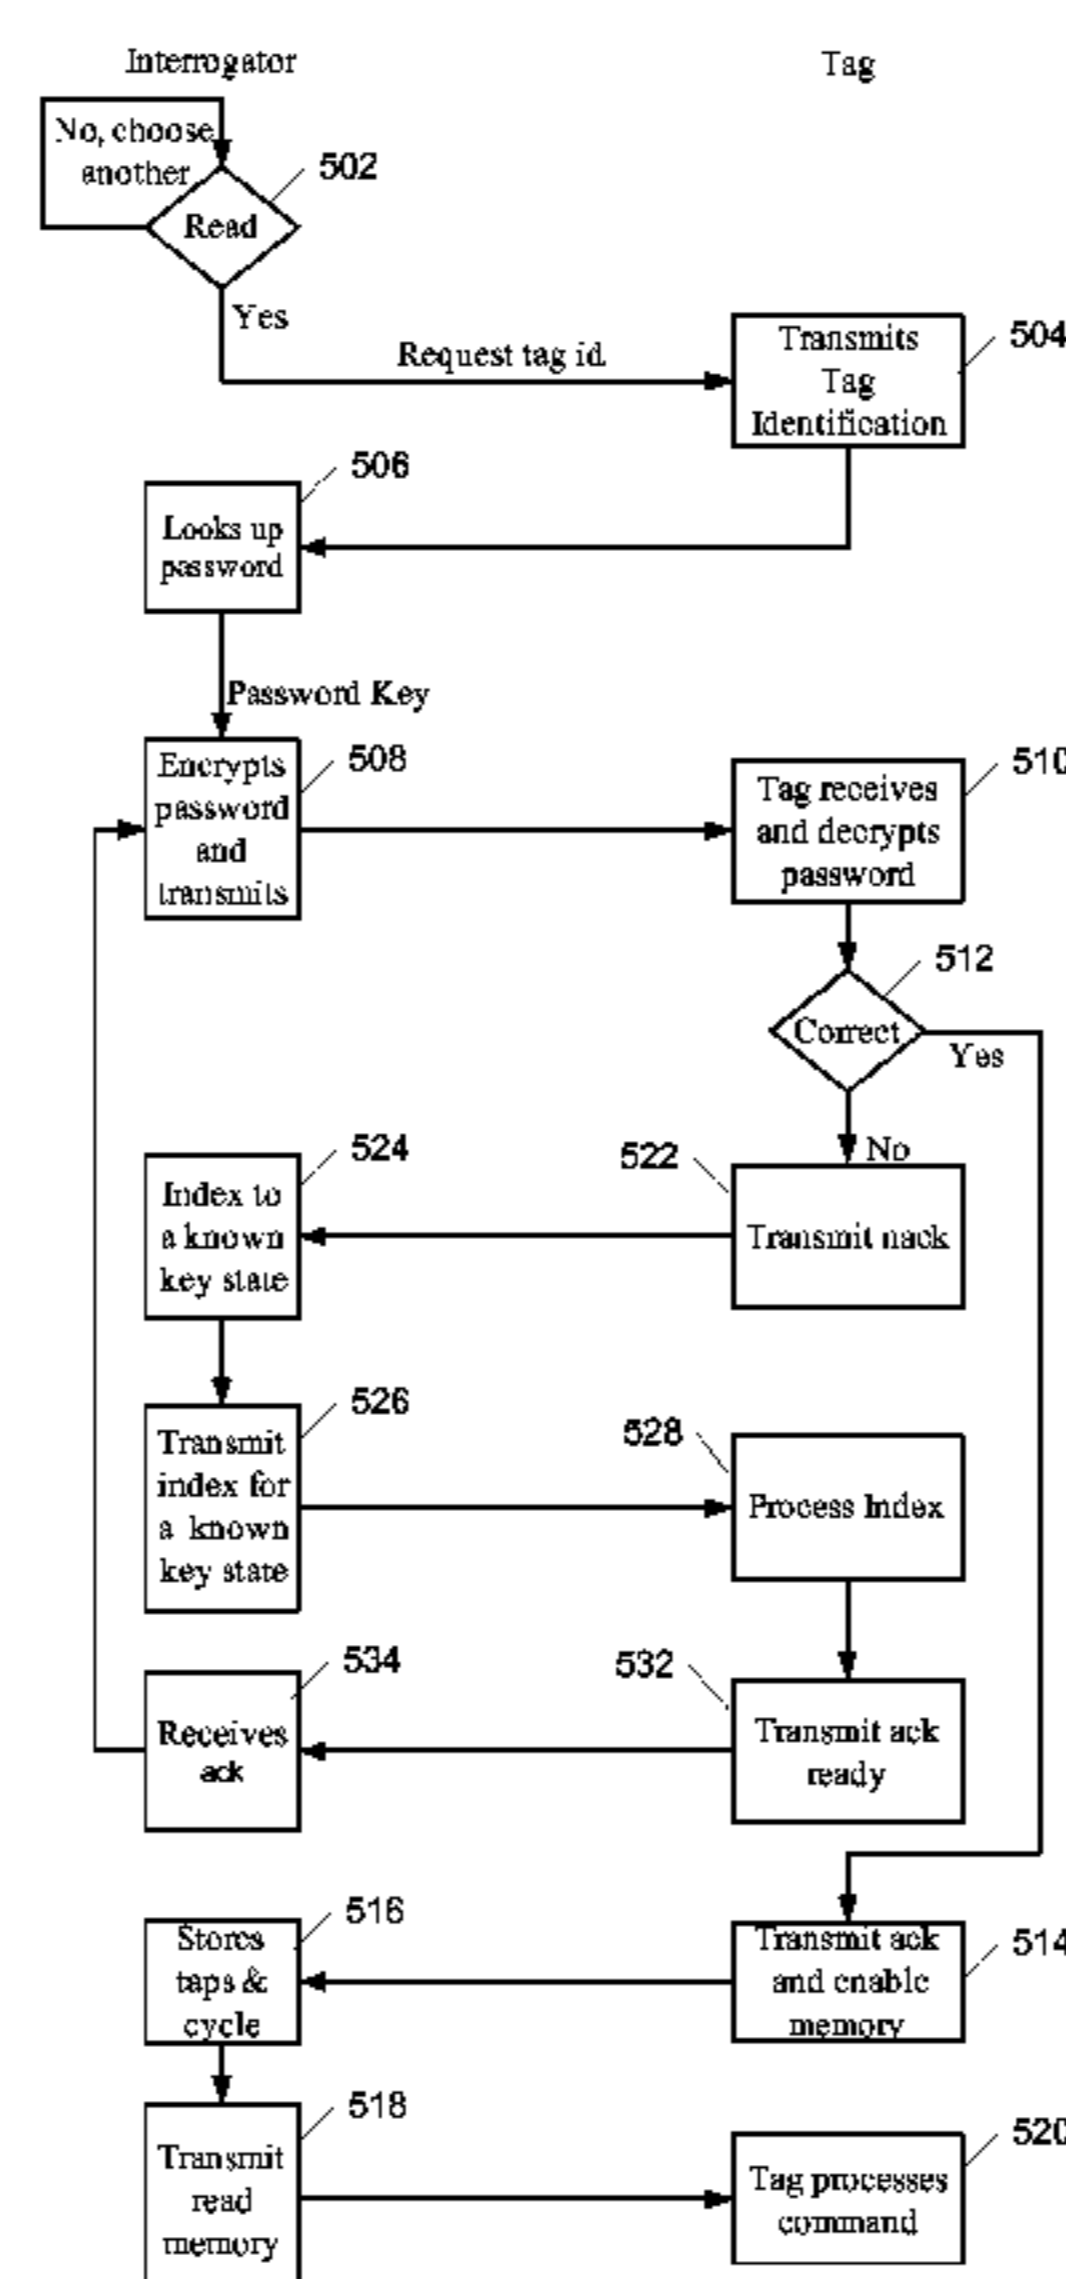 Interrogator
Tag
No, choose
another
502
Read
Yes
Request tag id
Transmits
Tag
Identification
504
506
Looks up
password
Password Key
Encrypts
password
and
transmits
508
Tag receives
and decrypts
password
510
512
Correct
Yes
No
524
Index to
a known
key state
522
Transmit nack
526
Transmit
index for
a known
key state
528
Process Index
534
Receives
ack
532
Transmit ack
ready
516
Stores
taps &
cycle
Transmit ack
and enable
memory
514
518
Transmit
read
memory
Tag processes
command
520